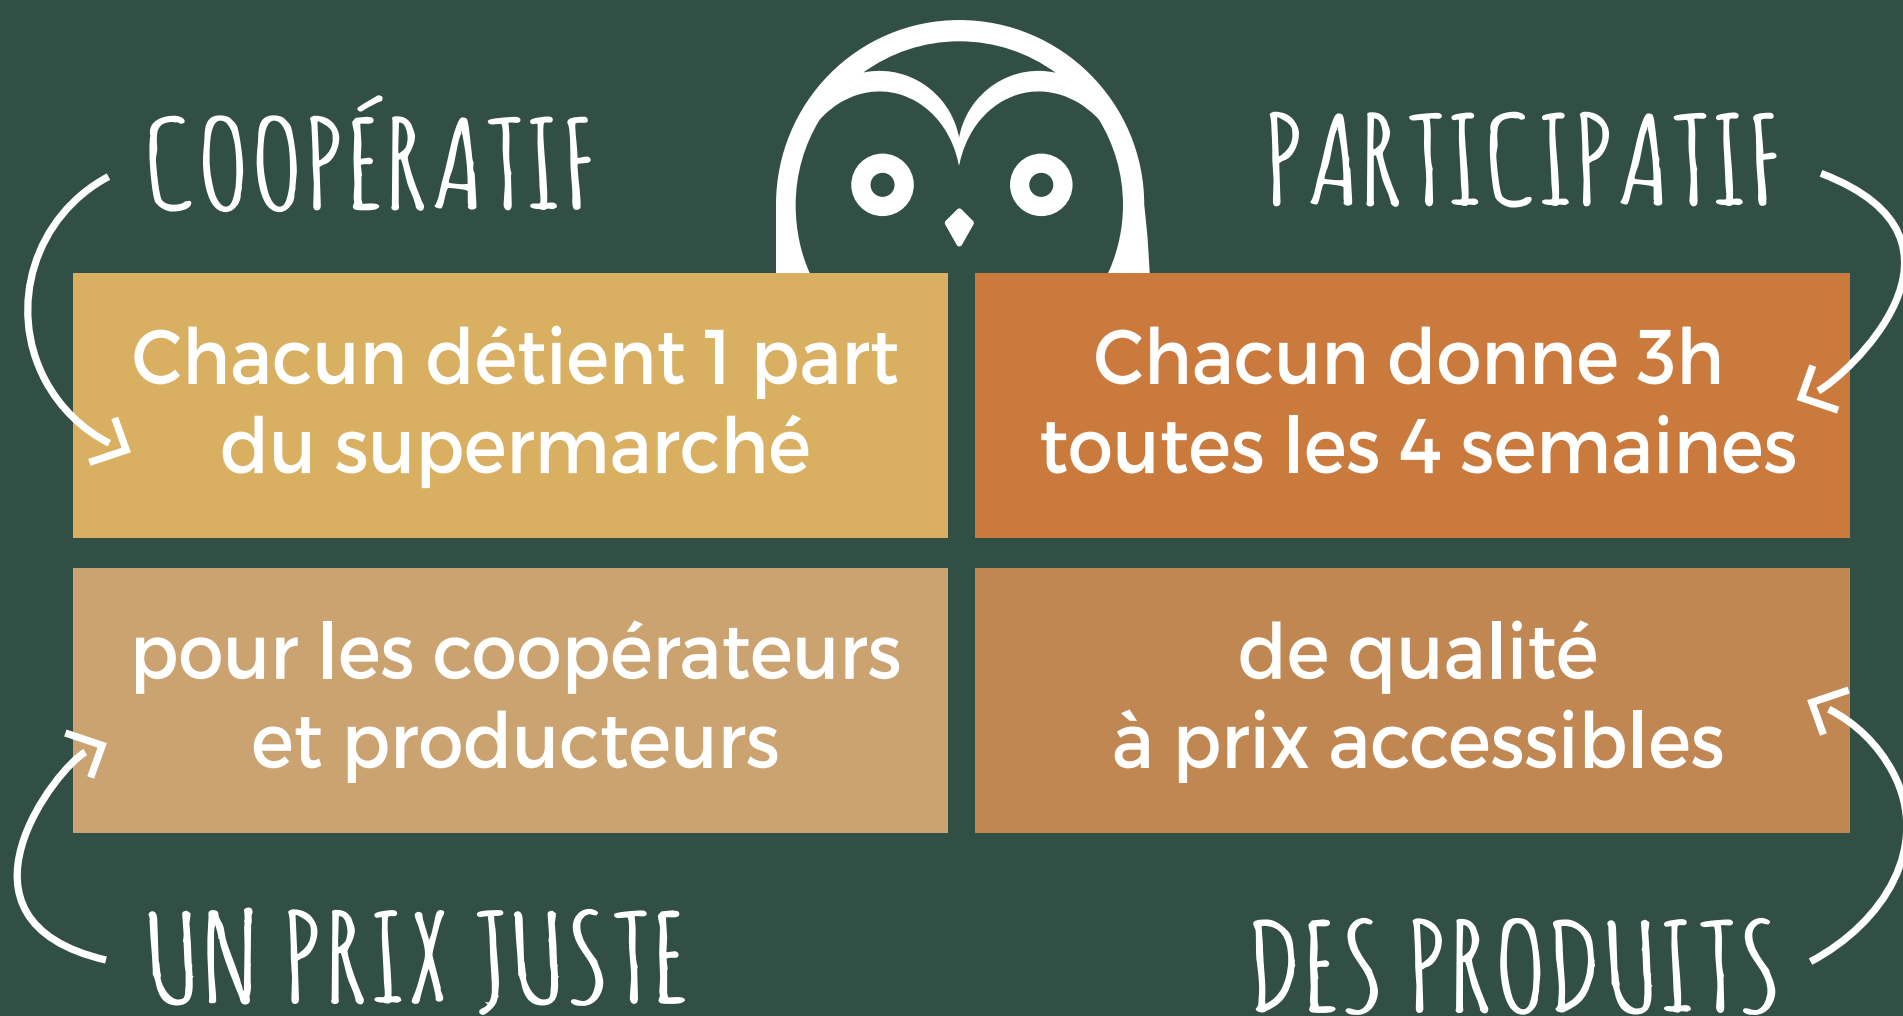 COOPÉRATIF
Chacun détient 1 part
du supermarché
PARTICIPATIF
Chacun donne 3h
toutes les 4 semaines
UN PRIX JUSTE
pour les coopérateurs
et producteurs
DES PRODUITS
de qualité
à prix accessibles